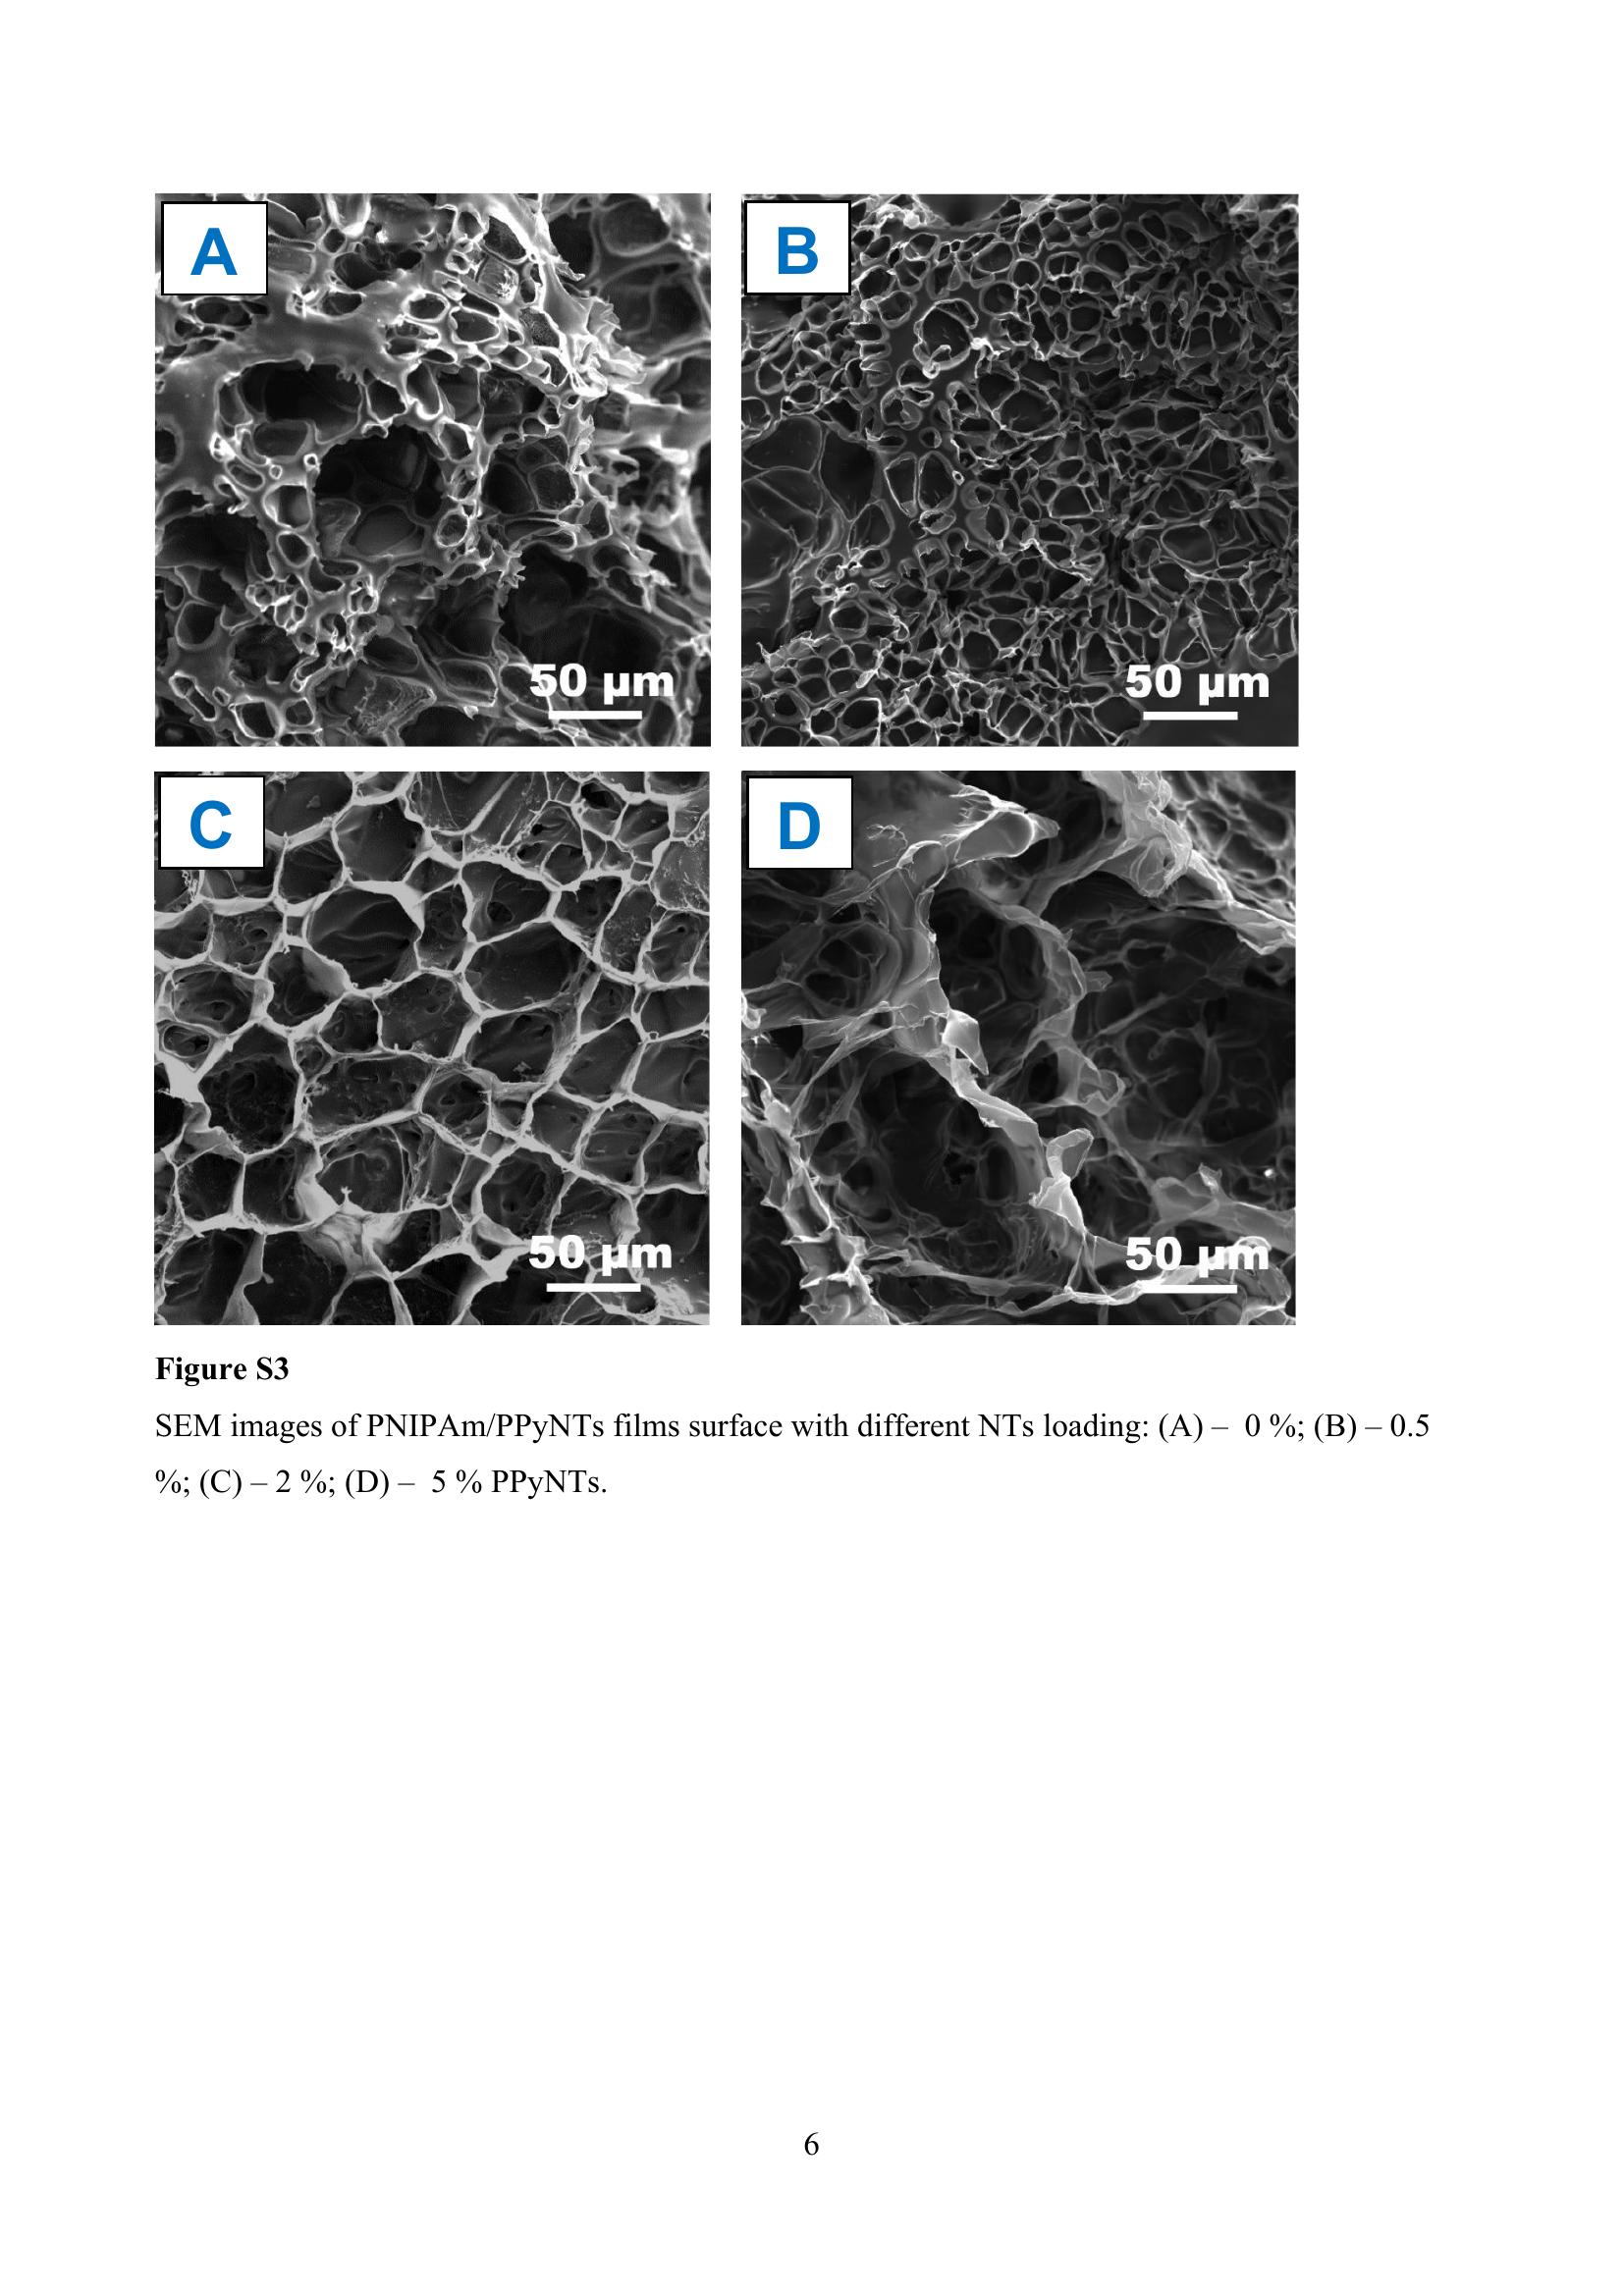 A
B
50 µm
50 µm
C
D
50 µm
50 µm
Figure S3
SEM images of PNIPAm/PPyNTs films surface with different NTs loading: (A) – 0 %; (B) – 0.5
%; (C) – 2 %; (D) – 5 % PPyNTs.
6